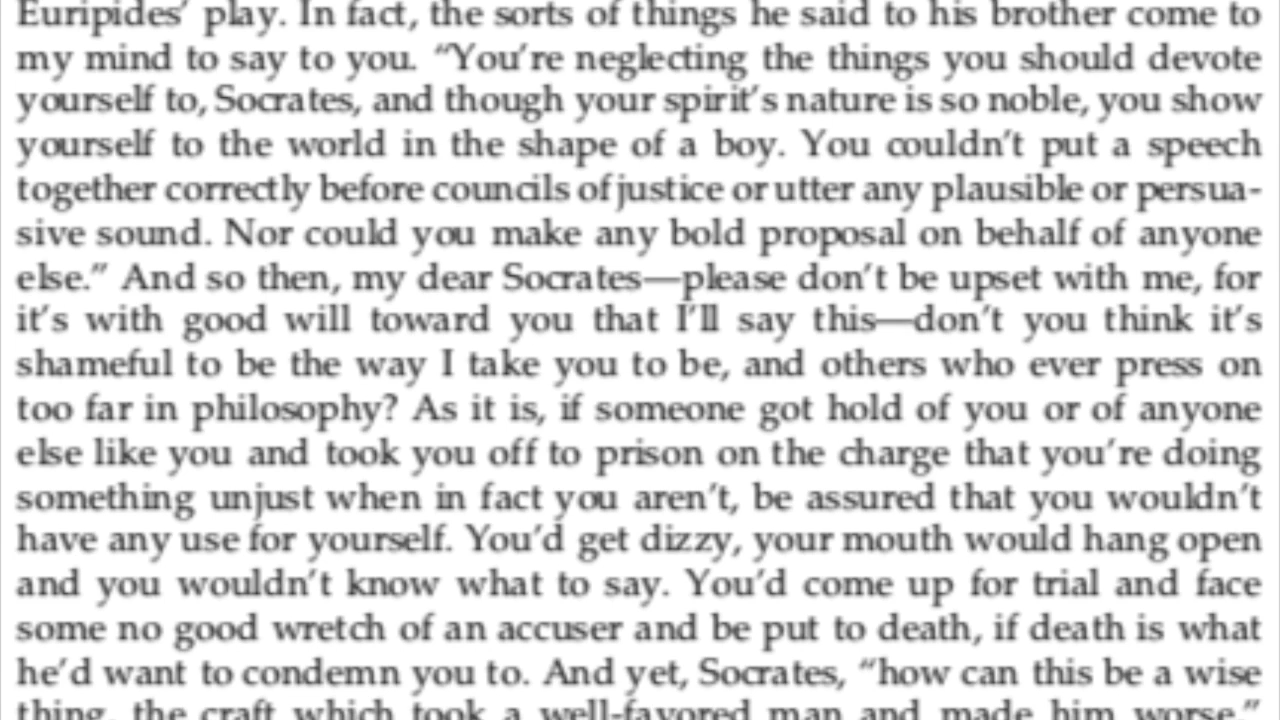 Euripides' play. In fact, the sorts of things he said to his brother come to
my mind to say to you. “You're neglecting the things you should devote
yourself to, Socrates, and though your spirit's nature is so noble, you show
yourself to the world in the shape of a boy. You couldn't put a speech
together correctly before councils of justice or utter any plausible or persua-
sive sound. Nor could you make any bold proposal on behalf of anyone
else.” And so then, my dear Socrates—please don't be upset with me, for
it's with good will toward you that I'll say this—don't you think it's
shameful to be the way I take you to be, and others who ever press on
too far in philosophy? As it is, if someone got hold of you or of anyone
else like you and took you off to prison on the charge that you're doing
something unjust when in fact you aren't, be assured that you wouldn't
have any use for yourself. You'd get dizzy, your mouth would hang open
and you wouldn't know what to say. You'd come up for trial and face
some no good wretch of an accuser and be put to death, if death is what
he'd want to condemn you to. And yet, Socrates, “how can this be a wise
thing, the craft which took a well-favored man and made him worse,”